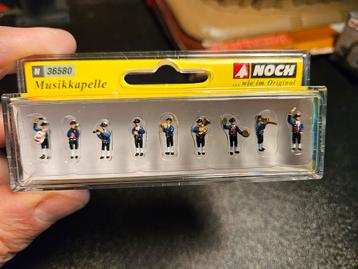 N 36580
NOCH
Musikkapelle
...wie im Original